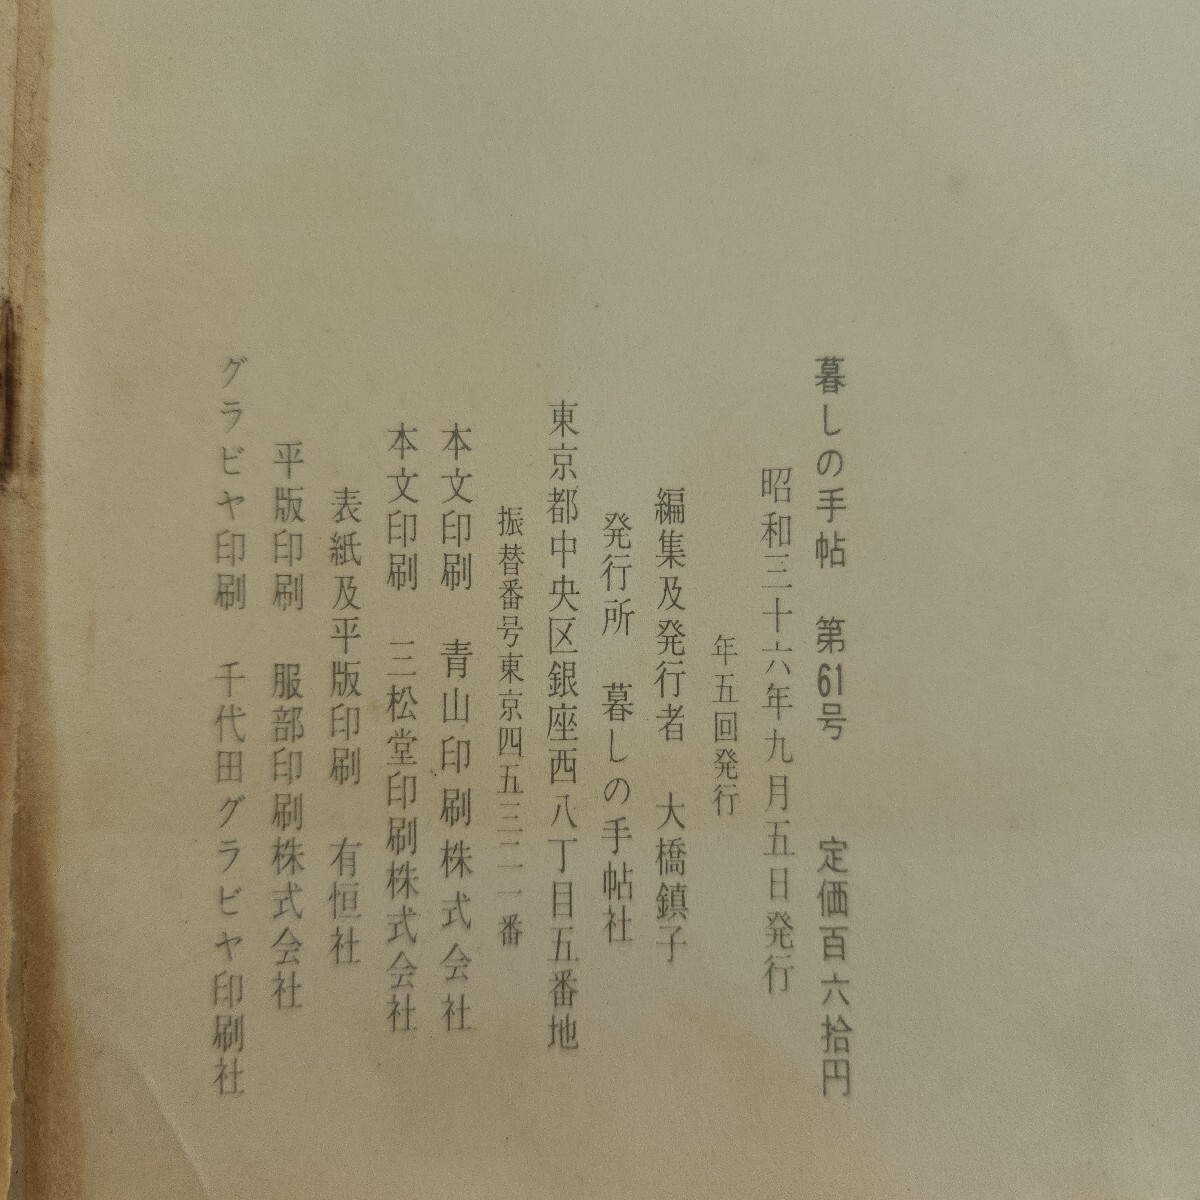 暮しの手帖　第61号　定価百六拾円
昭和三十六年九月五日発行
年五回発行
編集及発行者　大橋鎮子
発行所　暮しの手帖社
東京都中央区銀座西八丁目五番地
振替番号東京四五三二一番
本文印刷　青山印刷株式会社
本文印刷　三松堂印刷株式会社
表紙及平版印刷　有恒社
平版印刷　服部印刷株式会社
グラビヤ印刷　千代田グラビヤ印刷社